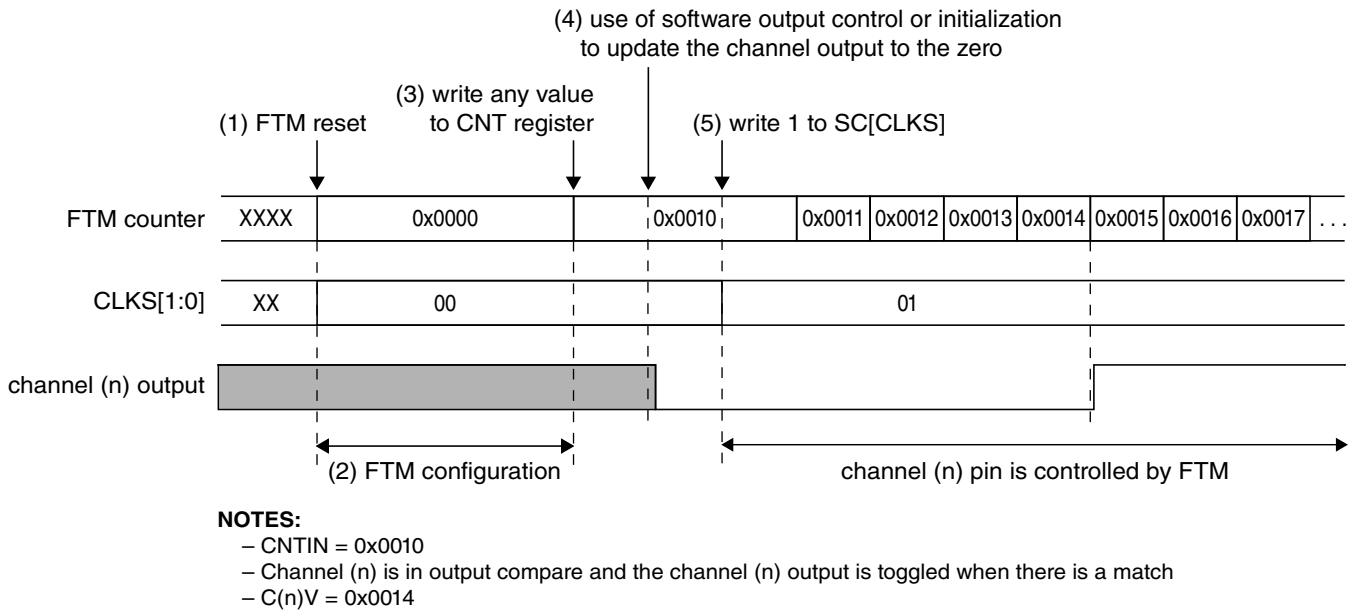 (4) use of software output control or initialization
to update the channel output to the zero
(3) write any value
to CNT register
(1) FTM reset
(5) write 1 to SC[CLKS]
FTM counter XXXX 0x0000 0x0010 0x0011 0x0012 0x0013 0x0014 0x0015 0x0016 0x0017 . . .
CLKS[1:0] XX 00 01
channel (n) output
(2) FTM configuration
channel (n) pin is controlled by FTM
NOTES:
– CNTIN = 0x0010
– Channel (n) is in output compare and the channel (n) output is toggled when there is a match
– C(n)V = 0x0014